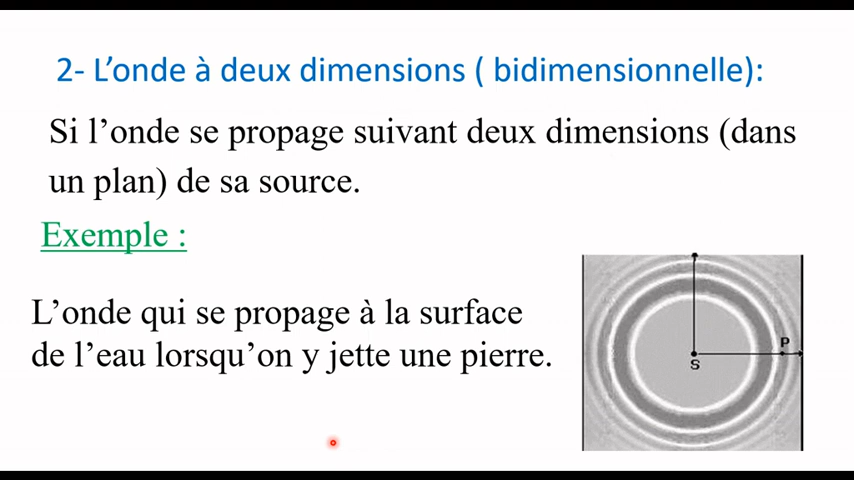 2- L’onde à deux dimensions ( bidimensionnelle):
Si l’onde se propage suivant deux dimensions (dans
un plan) de sa source.
Exemple :
L’onde qui se propage à la surface
de l’eau lorsqu’on y jette une pierre.
P
S